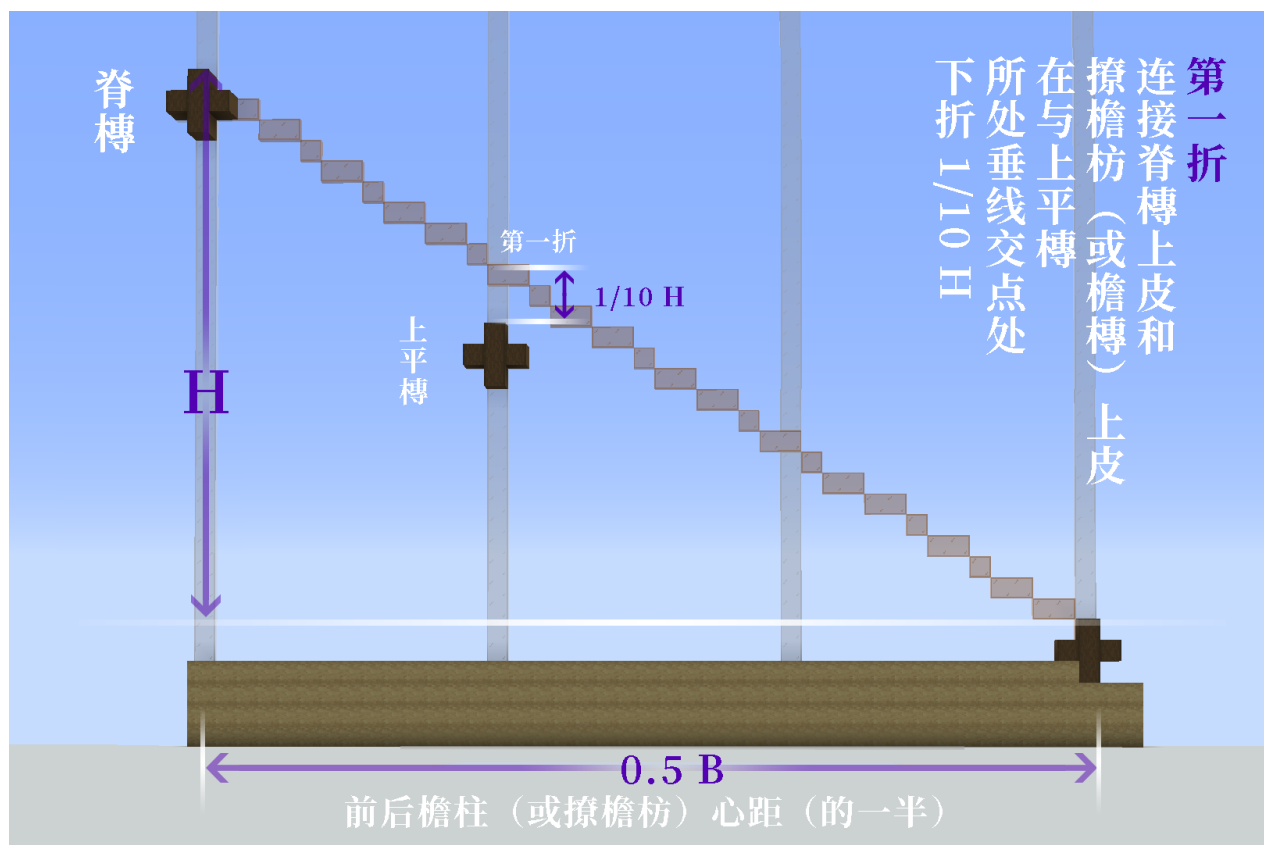 第一折
连接脊槫上皮和
撩檐枋（或檐槫）上皮
在与上平槫
所处垂线交点处
下折 1/10 H
脊槫
第一折
1/10 H
上平槫
H
0.5 B
前后檐柱（或撩檐枋）心距（的一半）